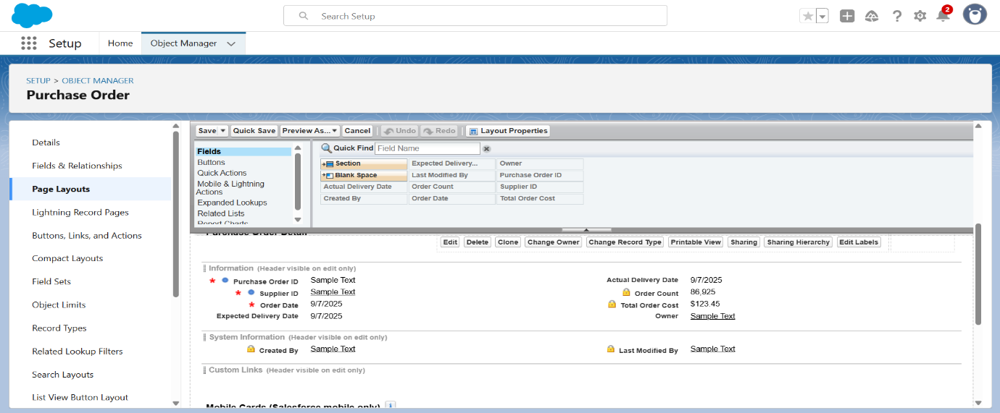 Search Setup
2
Setup
Home
Object Manager
SETUP > OBJECT MANAGER
Purchase Order
Details
Fields & Relationships
Page Layouts
Lightning Record Pages
Buttons, Links, and Actions
Compact Layouts
Field Sets
Object Limits
Record Types
Related Lookup Filters
Search Layouts
List View Button Layout
Save Quick Save Preview As... Cancel Undo Redo Layout Properties
Fields
Buttons
Quick Actions
Mobile & Lightning
Actions
Expanded Lookups
Related Lists
Report Charts
Quick Find Field Name
Section Expected Delivery... Owner
Blank Space Last Modified By Purchase Order ID
Actual Delivery Date Order Count Supplier ID
Created By Order Date Total Order Cost
Purchase Order Detail
Edit Delete Clone Change Owner Change Record Type Printable View Sharing Sharing Hierarchy Edit Labels
Information (Header visible on edit only)
* Purchase Order ID Sample Text Actual Delivery Date 9/7/2025
* Supplier ID Sample Text Order Count 86,925
* Order Date 9/7/2025 Total Order Cost $123.45
Expected Delivery Date 9/7/2025 Owner Sample Text
System Information (Header visible on edit only)
Created By Sample Text Last Modified By Sample Text
Custom Links (Header visible on edit only)
Mobile Cards (Salesforce mobile only) i